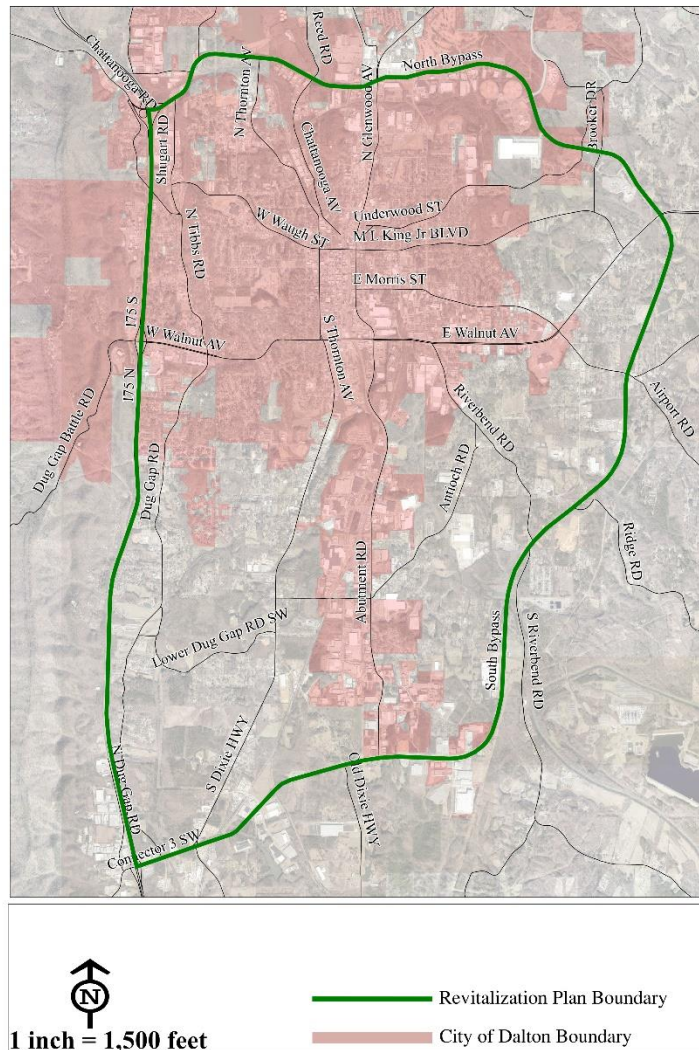 Chattanooga RD
Reed RD
N Thornton A
N Glenwood AV
North Bypass
Shugart RD
Chattanooga AV
Brooker DR
Underwood ST
W Waugh ST
M L King Jr BLVD
N Tibbs RD
E Morris ST
I75 S
W Walnut AV
S Thornton AV
E Walnut AV
I75 N
Riverbend RD
Airport RD
Dug Gap Battle RD
Dug Gap RD
Antioch RD
Ridge RD
Abutment RD
Lower Dug Gap RD SW
South Bypass
S Riverbend RD
S Dixie HWY
N Dug Gap RD
Old Dixie HWY
Connector 3 SW
N
1 inch = 1,500 feet
Revitalization Plan Boundary
City of Dalton Boundary